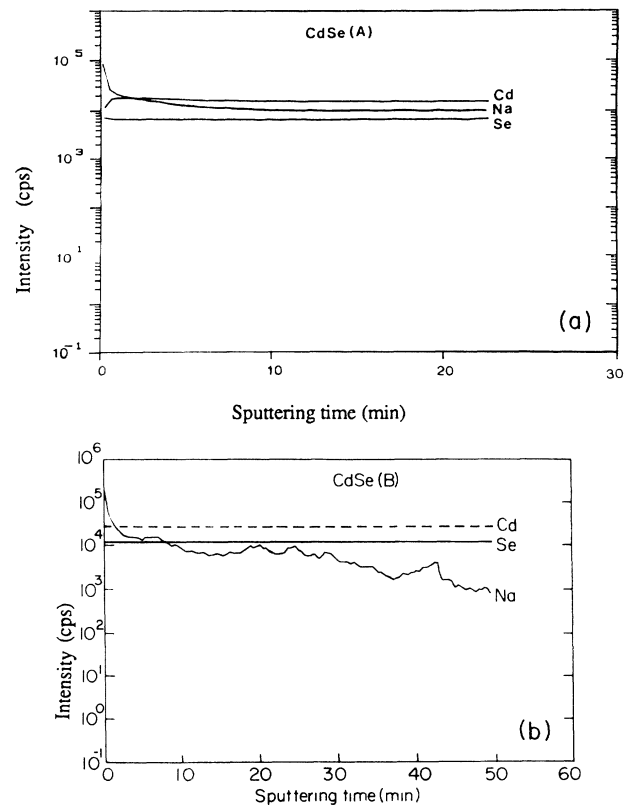 CdSe(A)
10^5
10^3
10^1
10^-1
Intensity (cps)
Cd
Na
Se
(a)
0
10
20
30
Sputtering time (min)
CdSe(B)
10^6
10^5
10^4
10^3
10^2
10^1
10^0
10^-1
Intensity (cps)
Cd
Se
Na
(b)
0
10
20
30
40
50
60
Sputtering time(min)